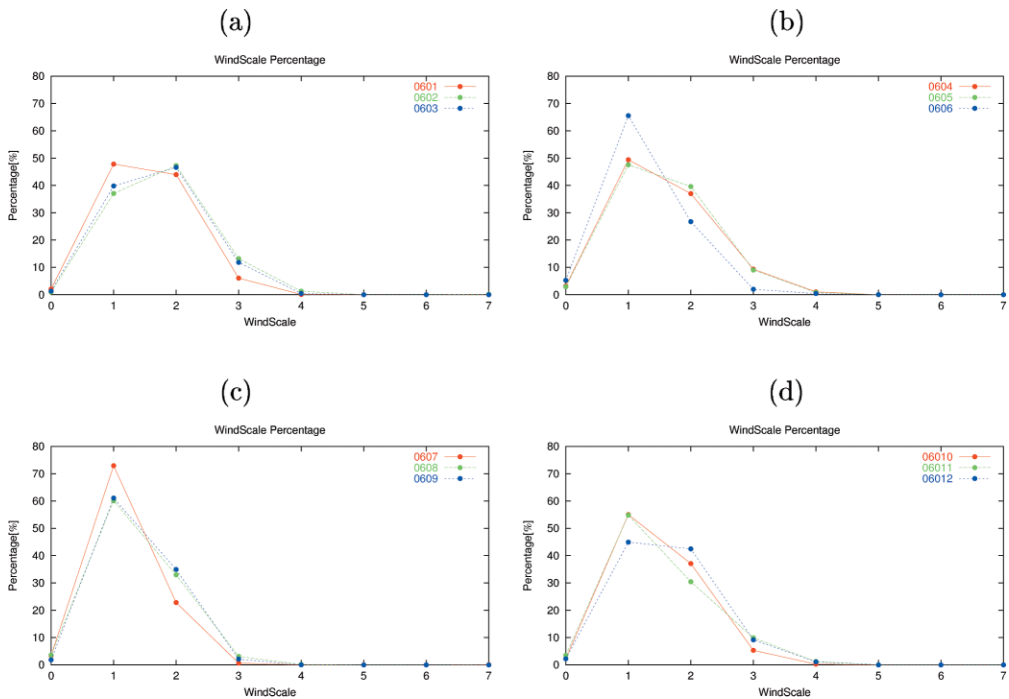 (a)
WindScale Percentage
80
70
60
50
40
30
20
10
0
Percentage[%]
0601
0602
0603
0 1 2 3 4 5 6 7
WindScale
(b)
WindScale Percentage
80
70
60
50
40
30
20
10
0
Percentage[%]
0604
0605
0606
0 1 2 3 4 5 6 7
WindScale
(c)
WindScale Percentage
80
70
60
50
40
30
20
10
0
Percentage[%]
0607
0608
0609
0 1 2 3 4 5 6 7
WindScale
(d)
WindScale Percentage
80
70
60
50
40
30
20
10
0
Percentage[%]
06010
06011
06012
0 1 2 3 4 5 6 7
WindScale